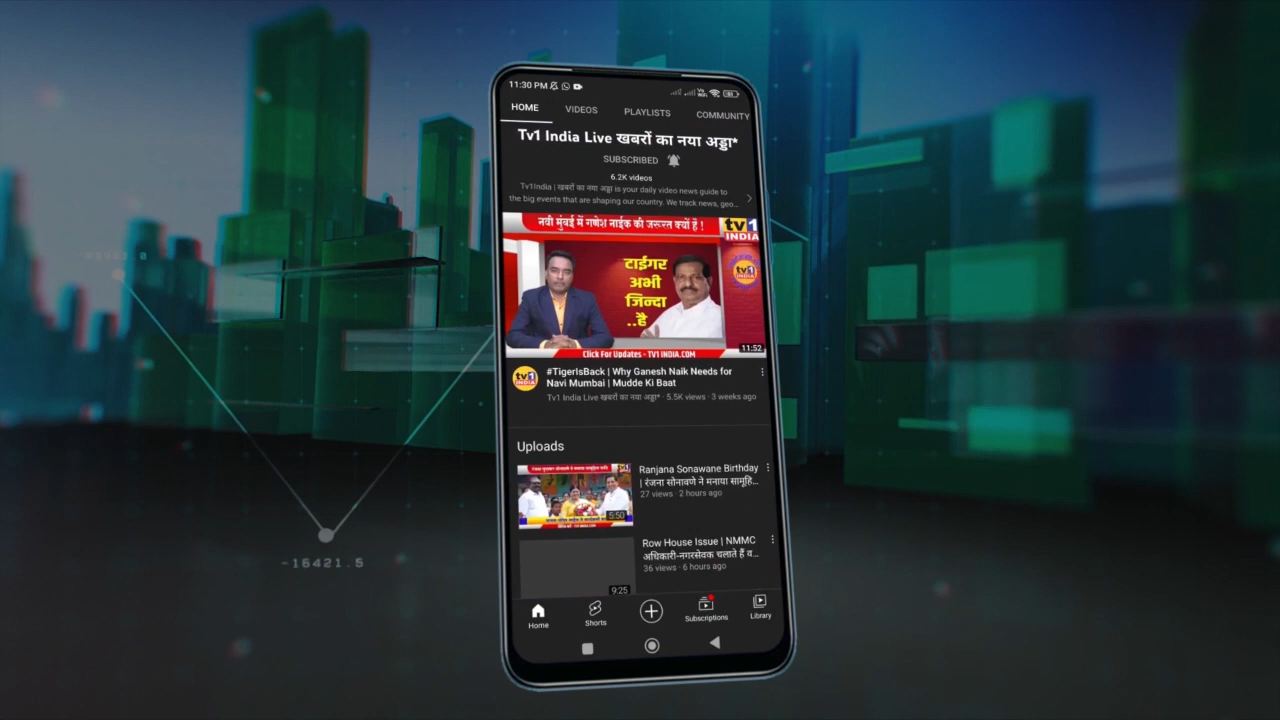 11:30 PM
HOME VIDEOS PLAYLISTS COMMUNITY
Tv1 India Live खबरों का नया अड्डा*
SUBSCRIBED
6.2K videos
Tv1India | खबरों का नया अड्डा is your daily video news guide to
the big events that are shaping our country. We track news, geo...
नवी मुंबई में गणेश नाईक की जरूरत क्यों है !
tv1
INDIA
टाईगर
अभी
जिन्दा
..है
tv1
INDIA
11:52
Click For Updates - TV1 INDIA.COM
tv1
INDIA
#TigerIsBack | Why Ganesh Naik Needs for
Navi Mumbai | Mudde Ki Baat
Tv1 India Live खबरों का नया अड्डा* · 5.5K views · 3 weeks ago
Uploads
Ranjana Sonawane Birthday
| रंजना सोनावणे ने मनाया सामूहि...
27 views · 2 hours ago
5:50
Row House Issue | NMMC
अधिकारी-नगरसेवक चलाते हैं व...
36 views · 6 hours ago
9:25
Home Shorts Subscriptions Library
-16421.5